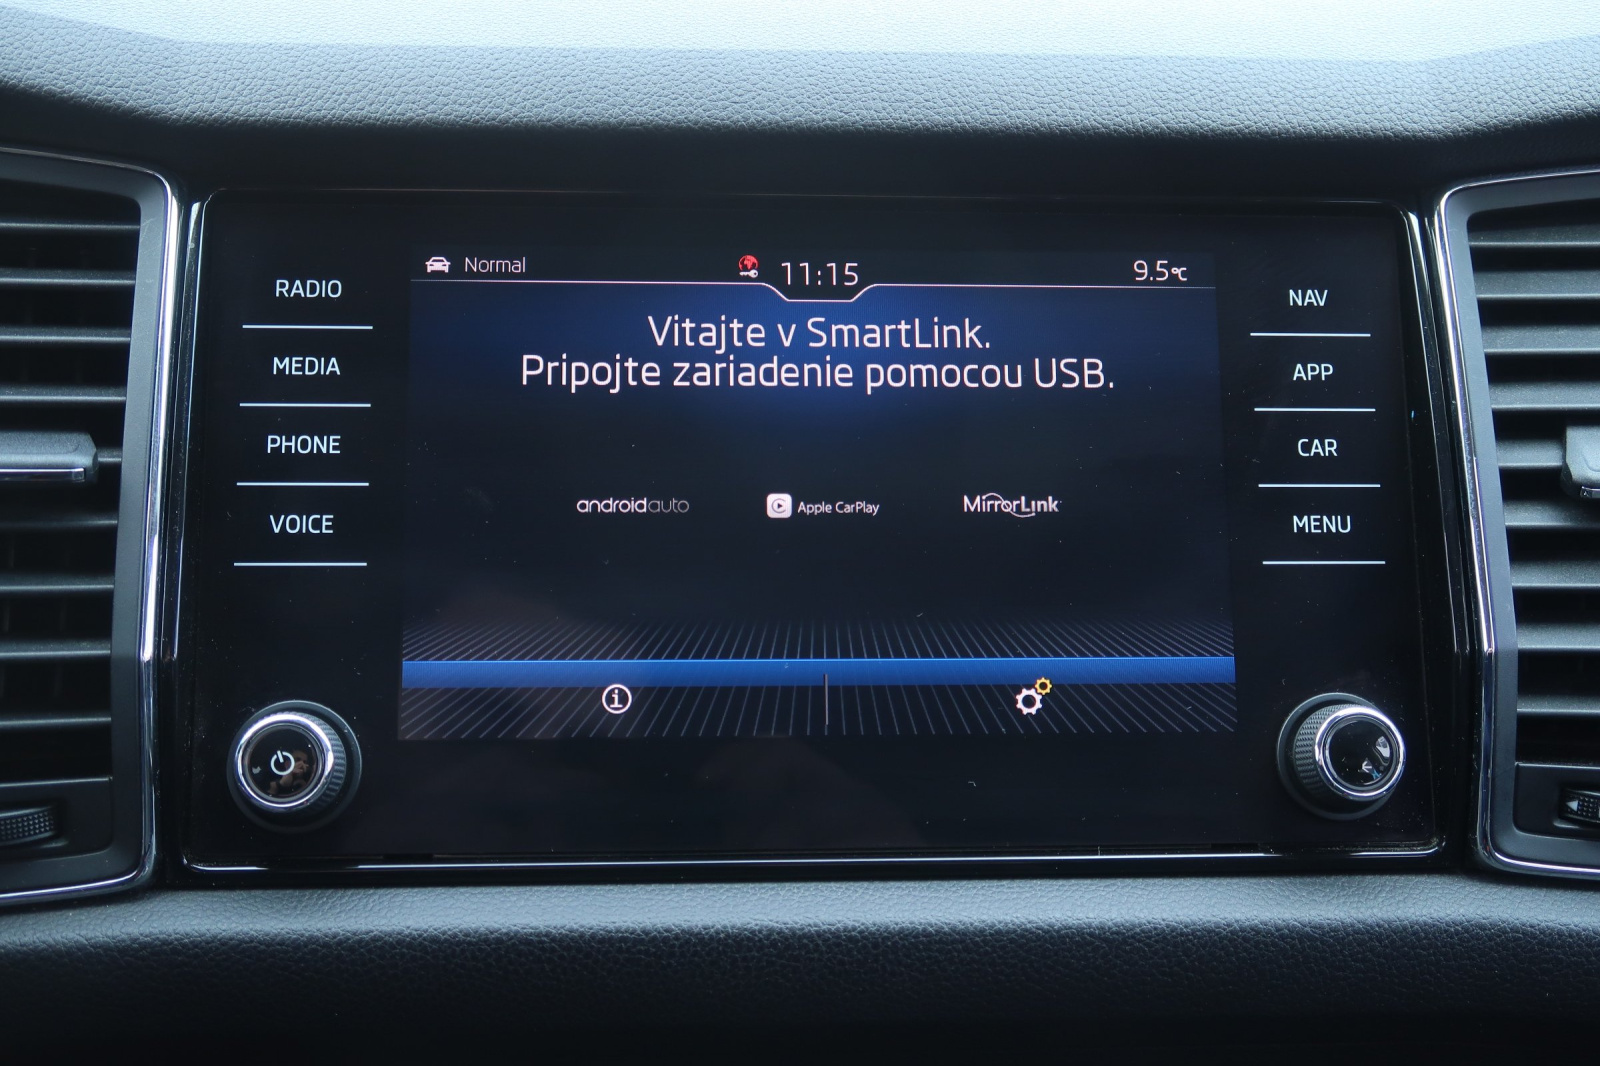 Normal
11:15
9.5°C
Vitajte v SmartLink.
Pripojte zariadenie pomocou USB.
androidauto
Apple CarPlay
MirrorLink
RADIO
MEDIA
PHONE
VOICE
NAV
APP
CAR
MENU